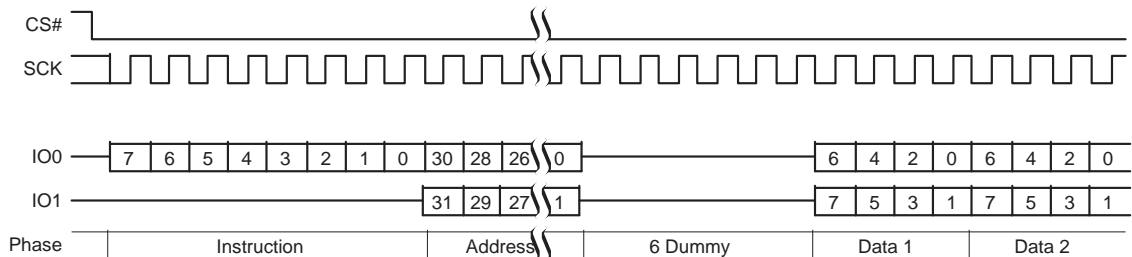 CS#
SCK
IO0 7 6 5 4 3 2 1 0 30 28 26 0 6 4 2 0 6 4 2 0
IO1 31 29 27 1 7 5 3 1 7 5 3 1
Phase Instruction Address 6 Dummy Data 1 Data 2